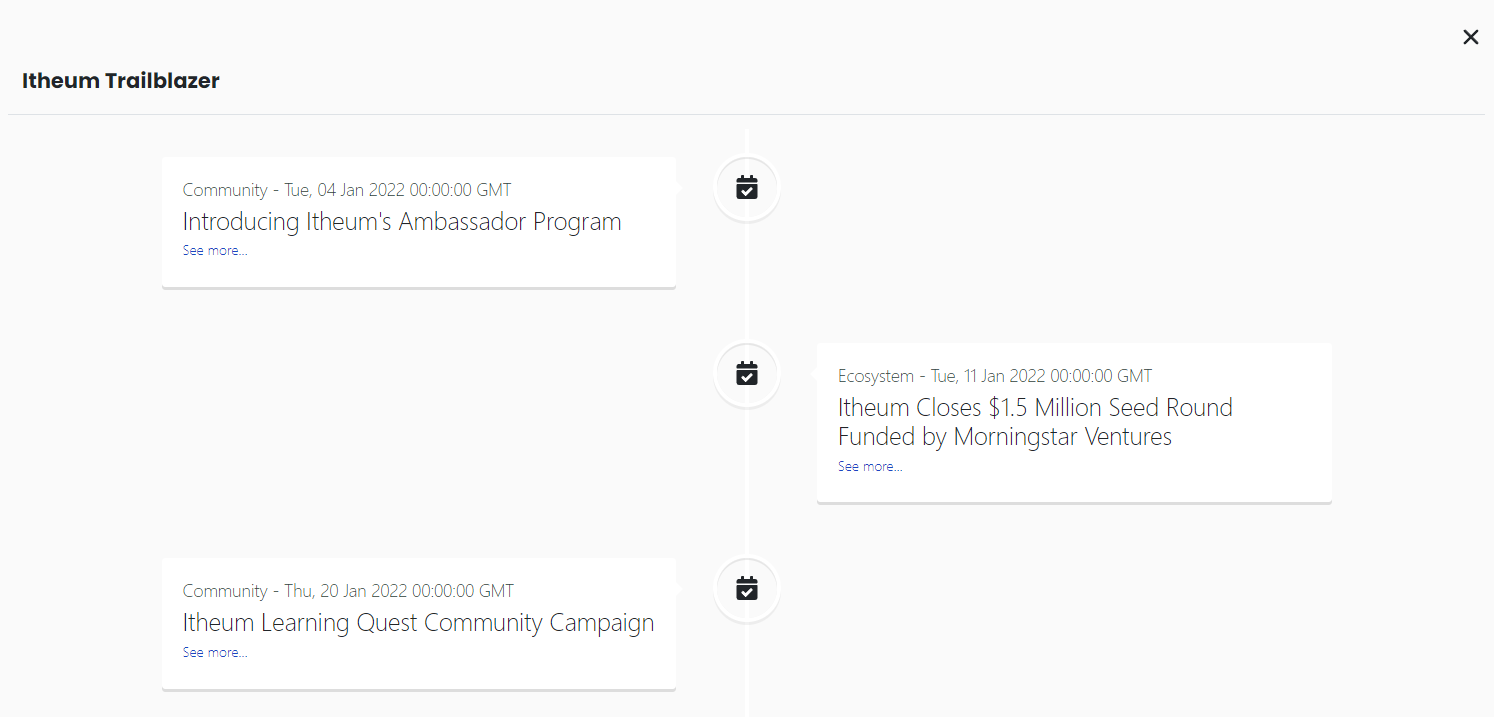 Itheum Trailblazer
Community - Tue, 04 Jan 2022 00:00:00 GMT
Introducing Itheum's Ambassador Program
See more...
Ecosystem - Tue, 11 Jan 2022 00:00:00 GMT
Itheum Closes $1.5 Million Seed Round
Funded by Morningstar Ventures
See more...
Community - Thu, 20 Jan 2022 00:00:00 GMT
Itheum Learning Quest Community Campaign
See more...